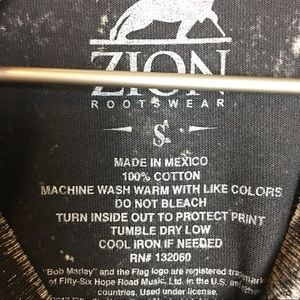 ZION
ROOTSWEAR
S
MADE IN MEXICO
100% COTTON
MACHINE WASH WARM WITH LIKE COLORS
DO NOT BLEACH
TURN INSIDE OUT TO PROTECT PRINT
TUMBLE DRY LOW
COOL IRON IF NEEDED
RN# 132060
"Bob Marley" and the Flag logo are registered trademark
of Fifty-Six Hope Road Music, Ltd. in the U.S. an
countries. Used under license.